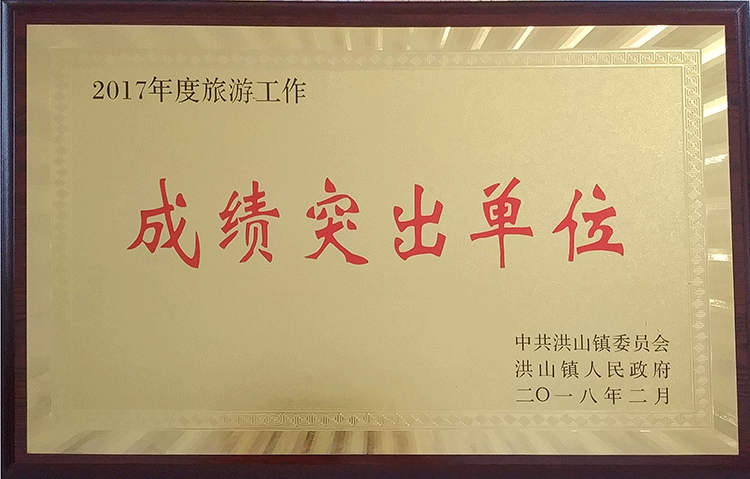 2017年度旅游工作
成绩突出单位
中共洪山镇委员会
洪山镇人民政府
二〇一八年二月